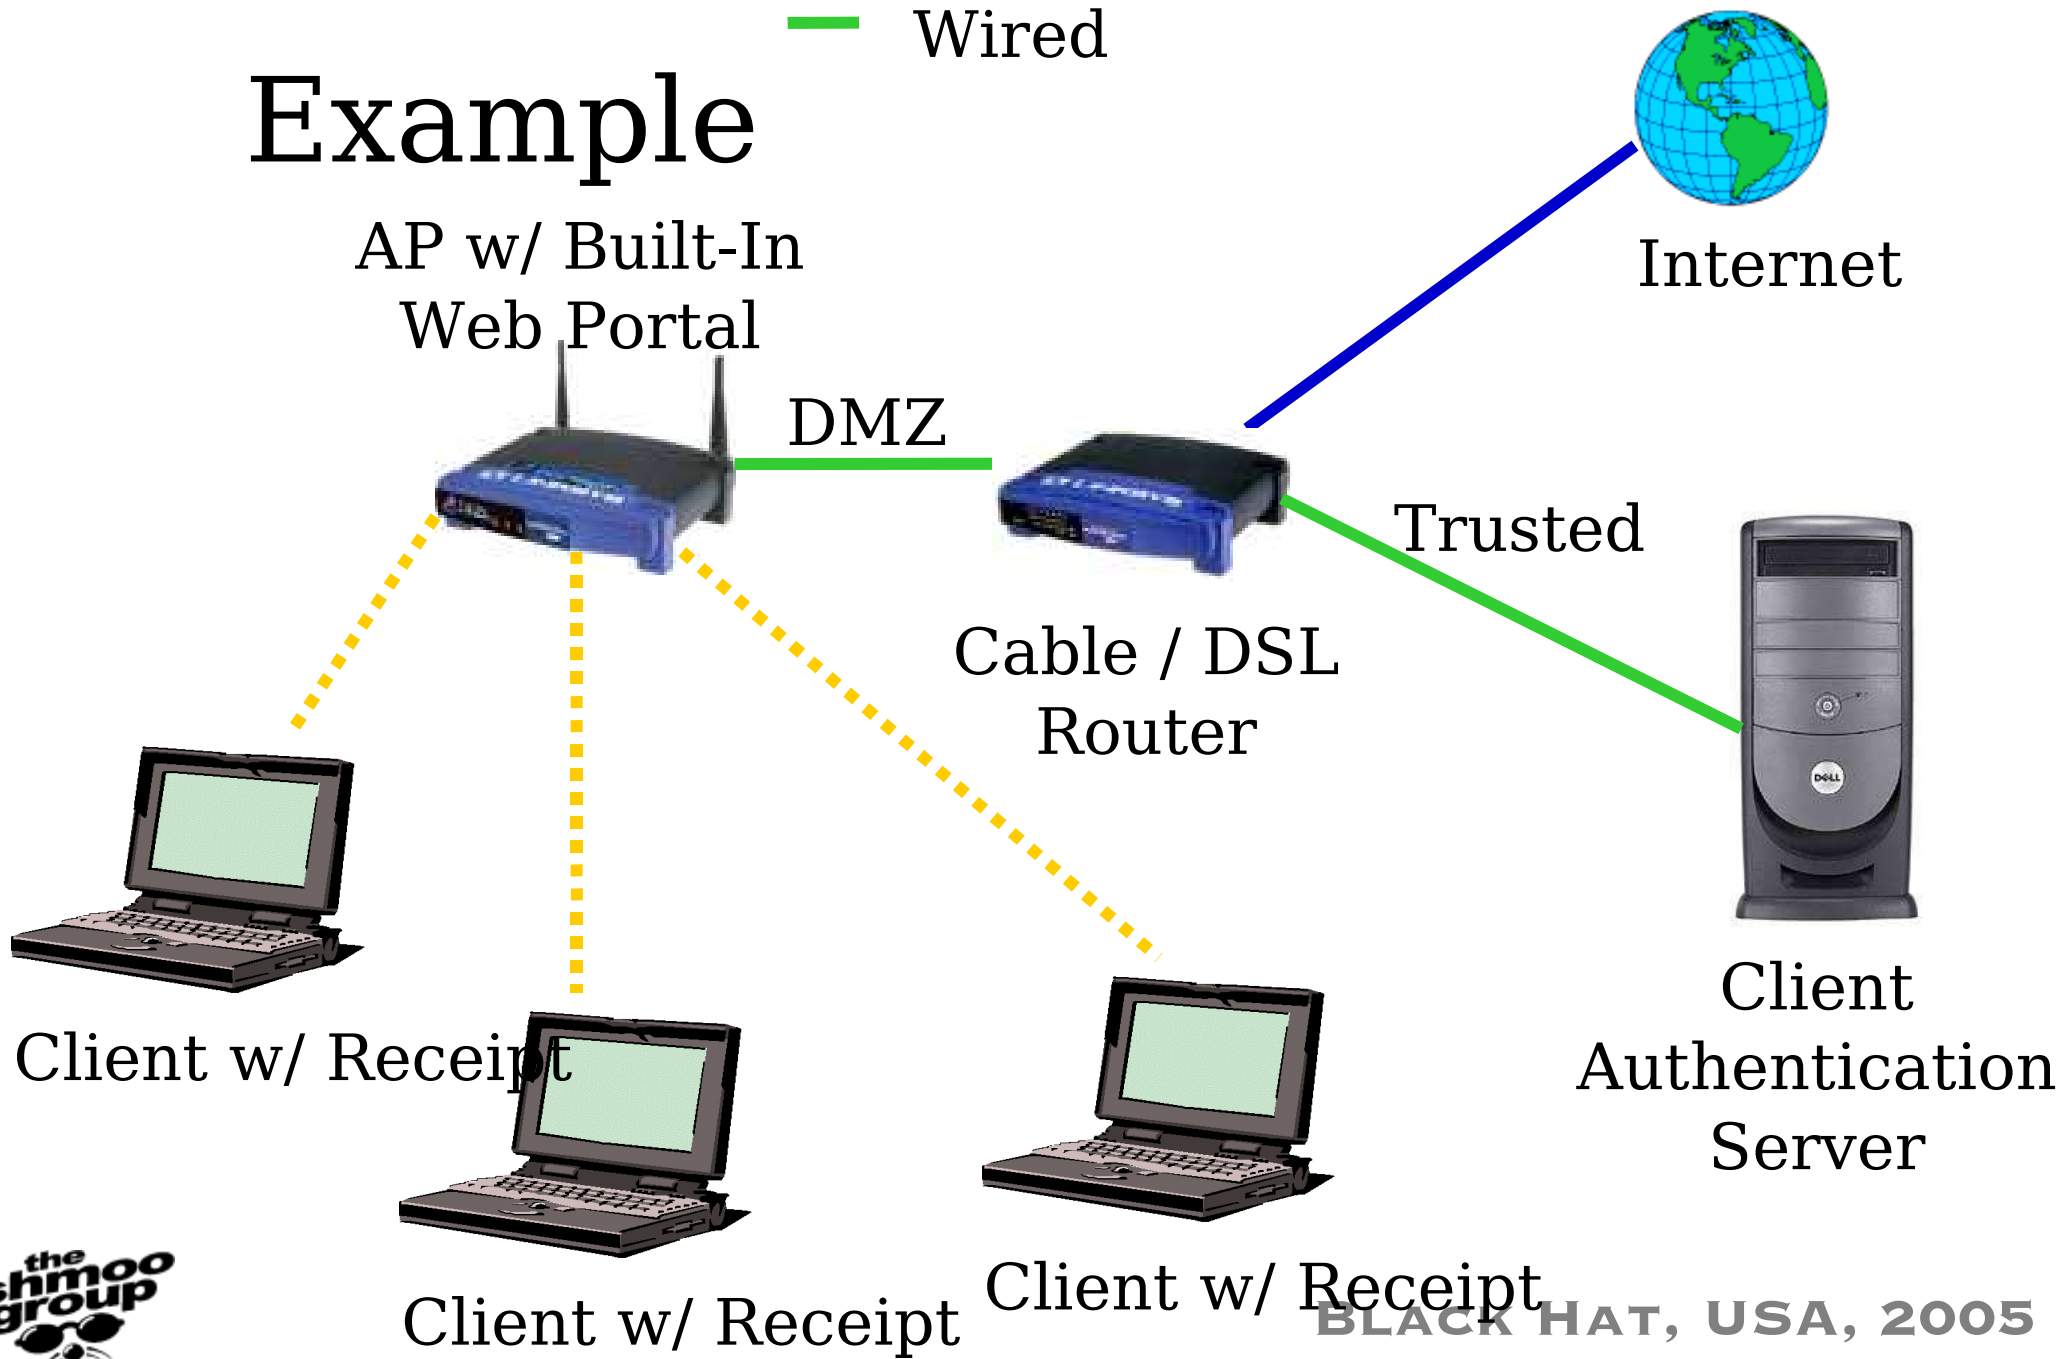 Wired
Example
AP w/ Built-In
Web Portal
Internet
DMZ
Trusted
Cable / DSL
Router
DELL
Client
Authentication
Server
Client w/ Receipt
Client w/ Receipt
Client w/ Receipt
the
shmoo
group
BLACK HAT, USA, 2005